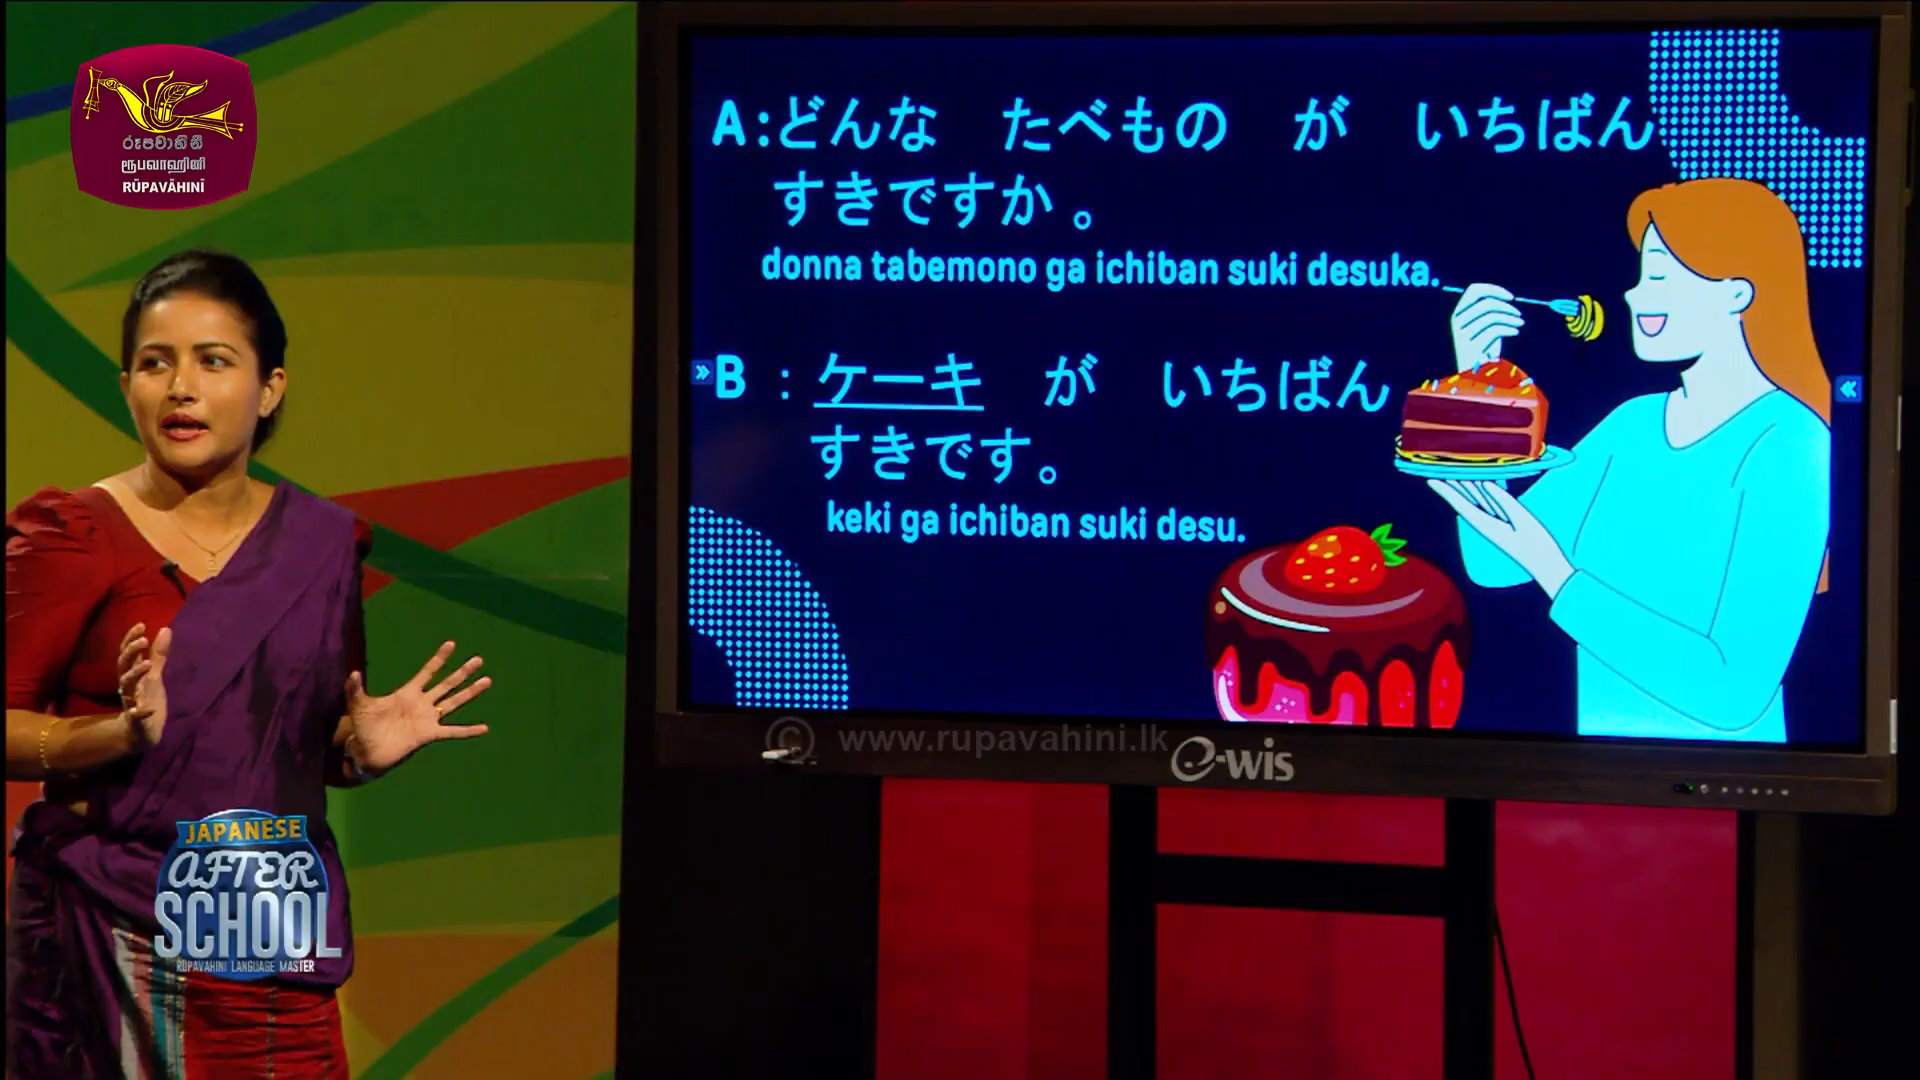 රූපවාහිනී
ரூபவாஹினி
RŪPAVĀHINĪ
A:どんな たべもの が いちばん
すきですか。
donna tabemono ga ichiban suki desuka.
B : ケーキ が いちばん
すきです。
keki ga ichiban suki desu.
© www.rupavahini.lk
e-wis
JAPANESE
AFTER
SCHOOL
RUPAVAHINI LANGUAGE MASTER